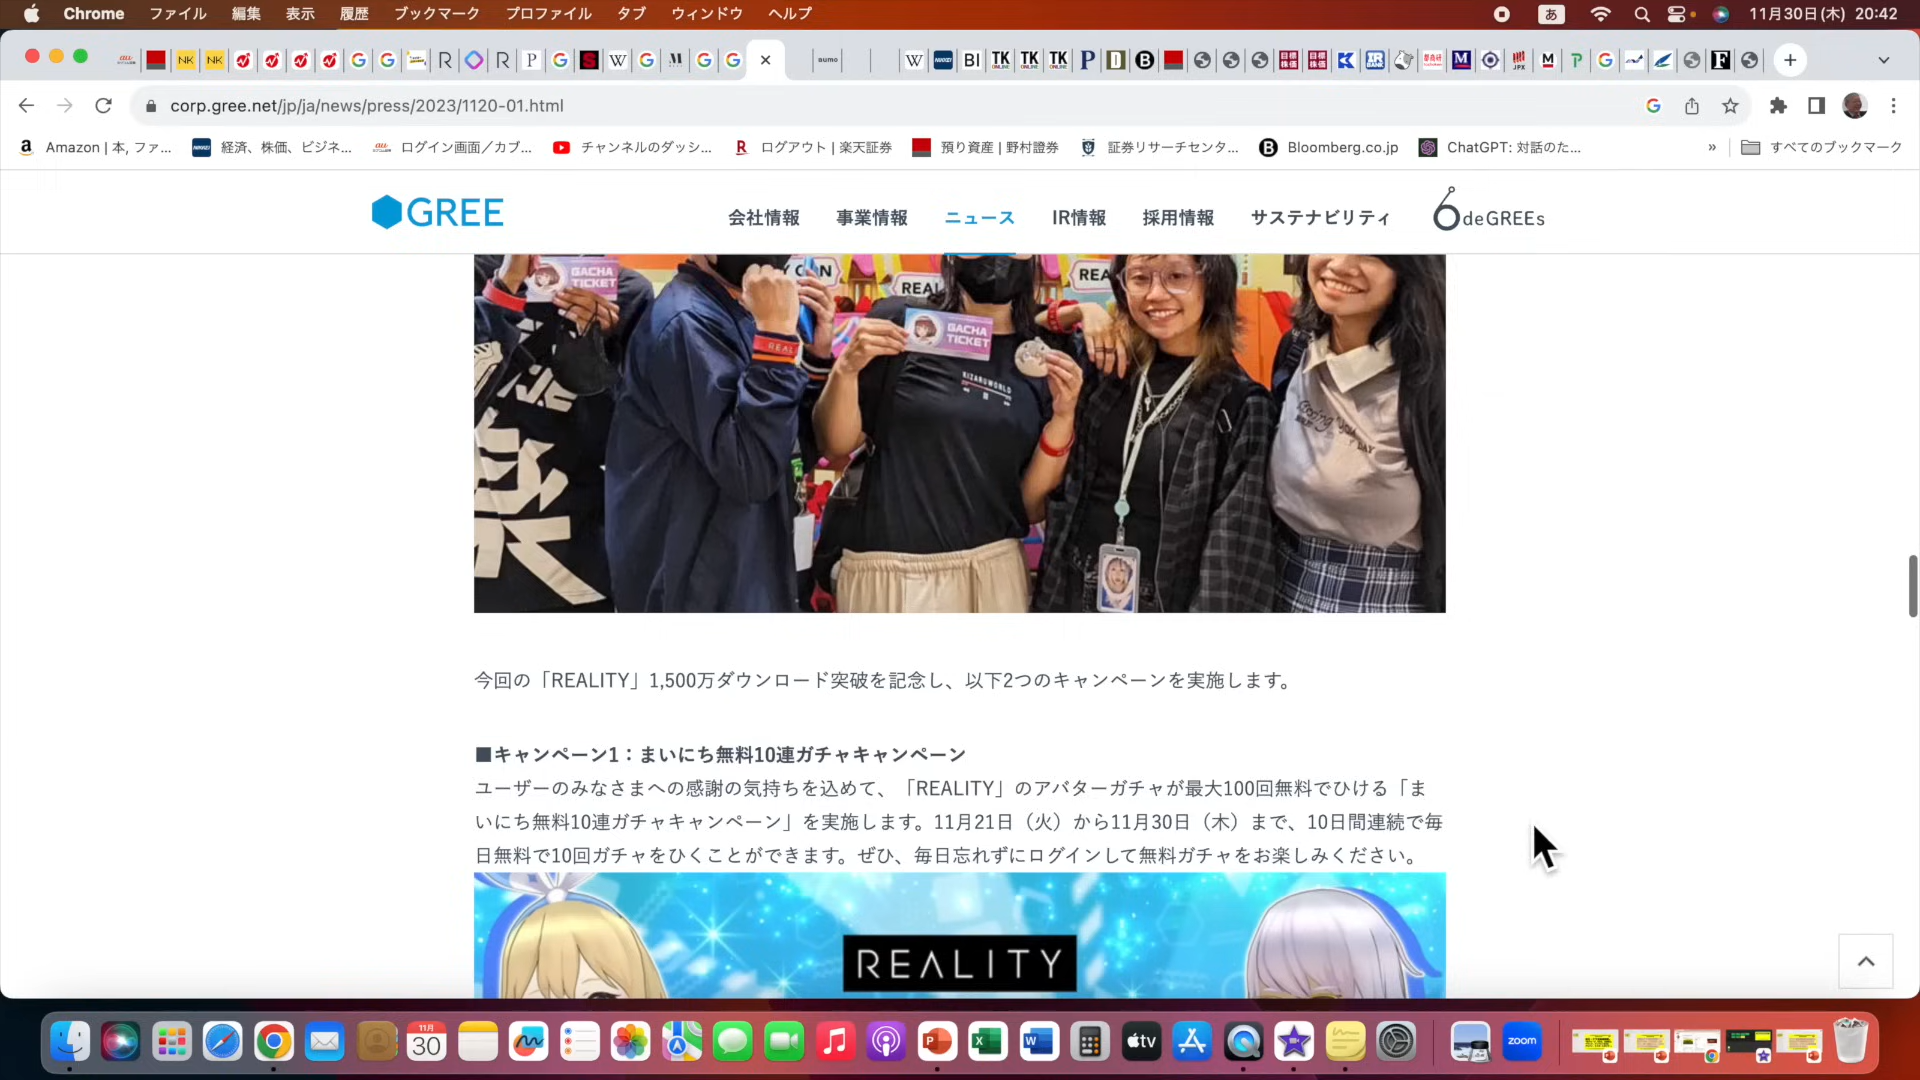 Chrome ファイル 編集 表示 履歴 ブックマーク プロファイル タブ ウィンドウ ヘルプ あ 11月30日(木) 20:42
corp.gree.net/jp/ja/news/press/2023/1120-01.html
Amazon | 本, ファ... 経済、株価、ビジネ... ログイン画面／カブ... チャンネルのダッシ... ログアウト | 楽天証券 預り資産 | 野村證券 証券リサーチセンタ... Bloomberg.co.jp ChatGPT: 対話のた... » すべてのブックマーク
GREE 会社情報 事業情報 ニュース IR情報 採用情報 サステナビリティ 6deGREEs
GACHA
TICKET
GACHA
TICKET
今回の「REALITY」1,500万ダウンロード突破を記念し、以下2つのキャンペーンを実施します。
■キャンペーン1：まいにち無料10連ガチャキャンペーン
ユーザーのみなさまへの感謝の気持ちを込めて、「REALITY」のアバターガチャが最大100回無料でひける「ま
いにち無料10連ガチャキャンペーン」を実施します。11月21日（火）から11月30日（木）まで、10日間連続で毎
日無料で10回ガチャをひくことができます。ぜひ、毎日忘れずにログインして無料ガチャをお楽しみください。
REALITY
11月
30
tv
zoom